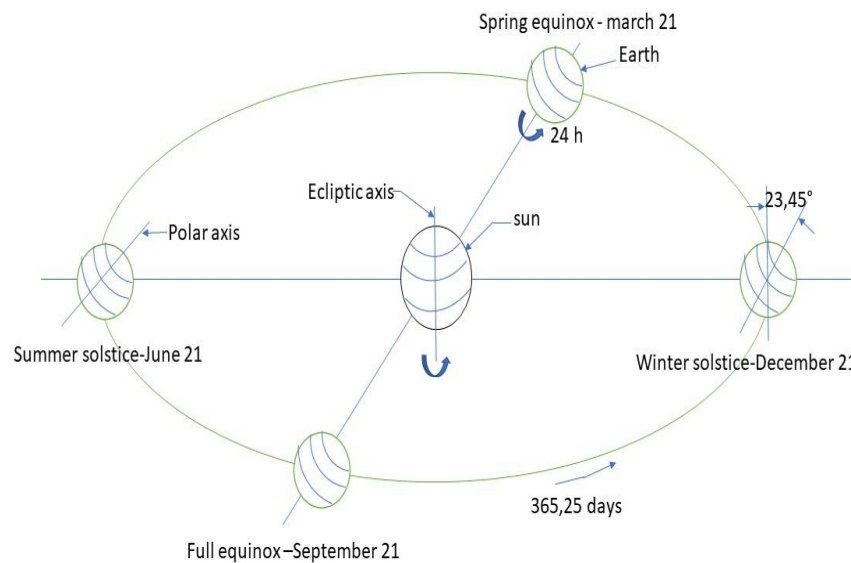 Spring equinox - march 21
Earth
24 h
Ecliptic axis
sun
23,45°
Polar axis
Summer solstice-June 21
Winter solstice-December 21
365,25 days
Full equinox –September 21